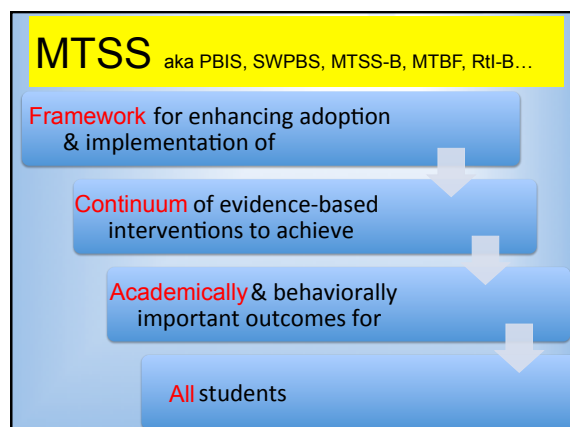 MTSS aka PBIS, SWPBS, MTSS-B, MTBF, RtI-B…
Framework for enhancing adoption
& implementation of
Continuum of evidence-based
interventions to achieve
Academically & behaviorally
important outcomes for
All students